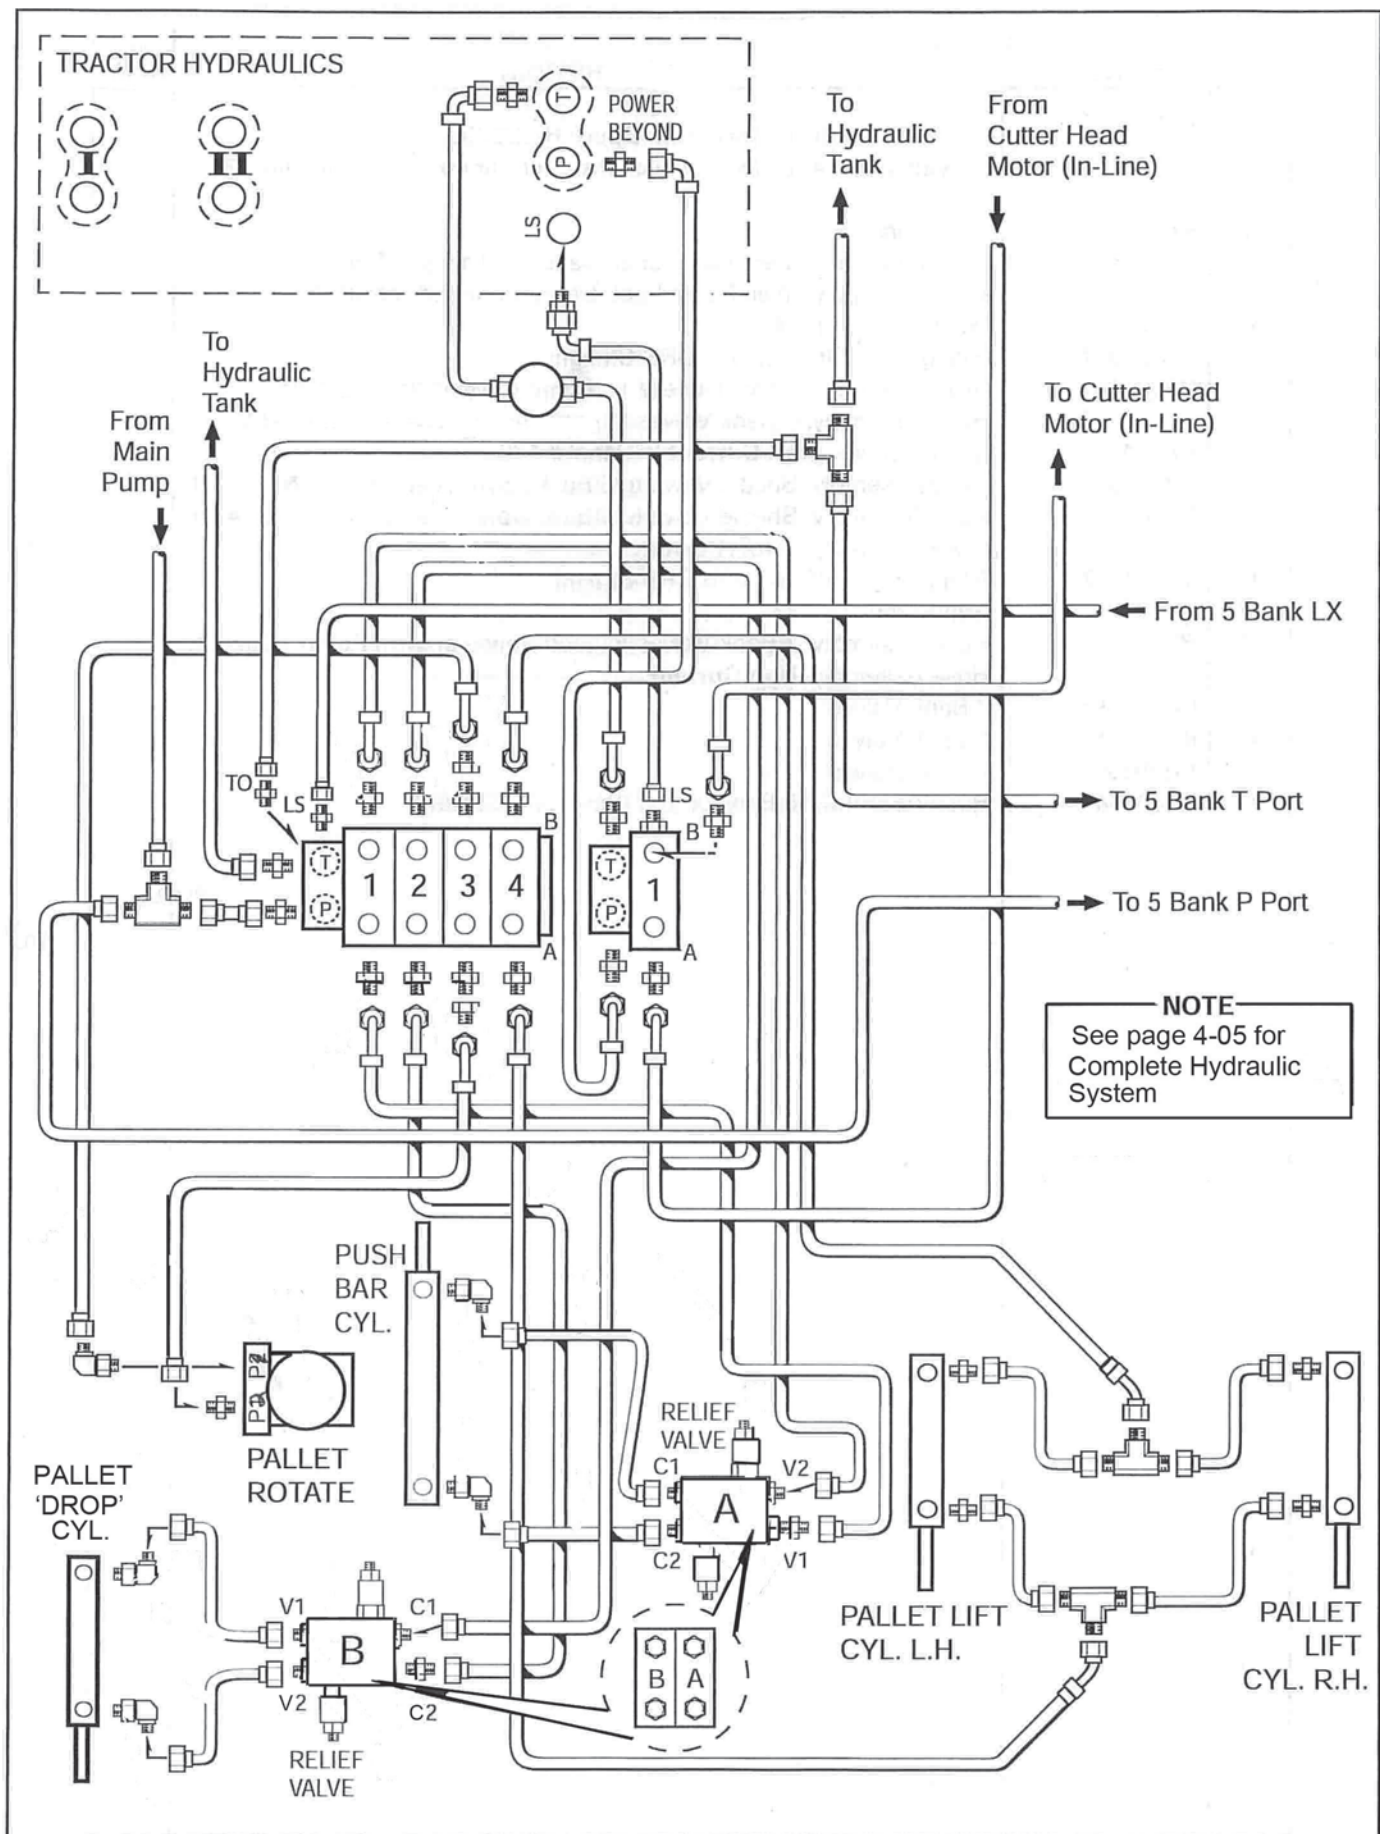 TRACTOR HYDRAULICS
I
II
T
POWER
BEYOND
P
LS
To
Hydraulic
Tank
From
Cutter Head
Motor (In-Line)
To
Hydraulic
Tank
From
Main
Pump
To Cutter Head
Motor (In-Line)
From 5 Bank LX
TO
LS
LS
To 5 Bank T Port
B
B
T
1
2
3
4
T
1
P
P
A
A
To 5 Bank P Port
NOTE
See page 4-05 for
Complete Hydraulic
System
PUSH
BAR
CYL.
P2
P1
PALLET
ROTATE
RELIEF
VALVE
C1
V2
A
C2
V1
PALLET
'DROP'
CYL.
V1
C1
B
V2
C2
RELIEF
VALVE
B
A
PALLET LIFT
CYL. L.H.
PALLET
LIFT
CYL. R.H.